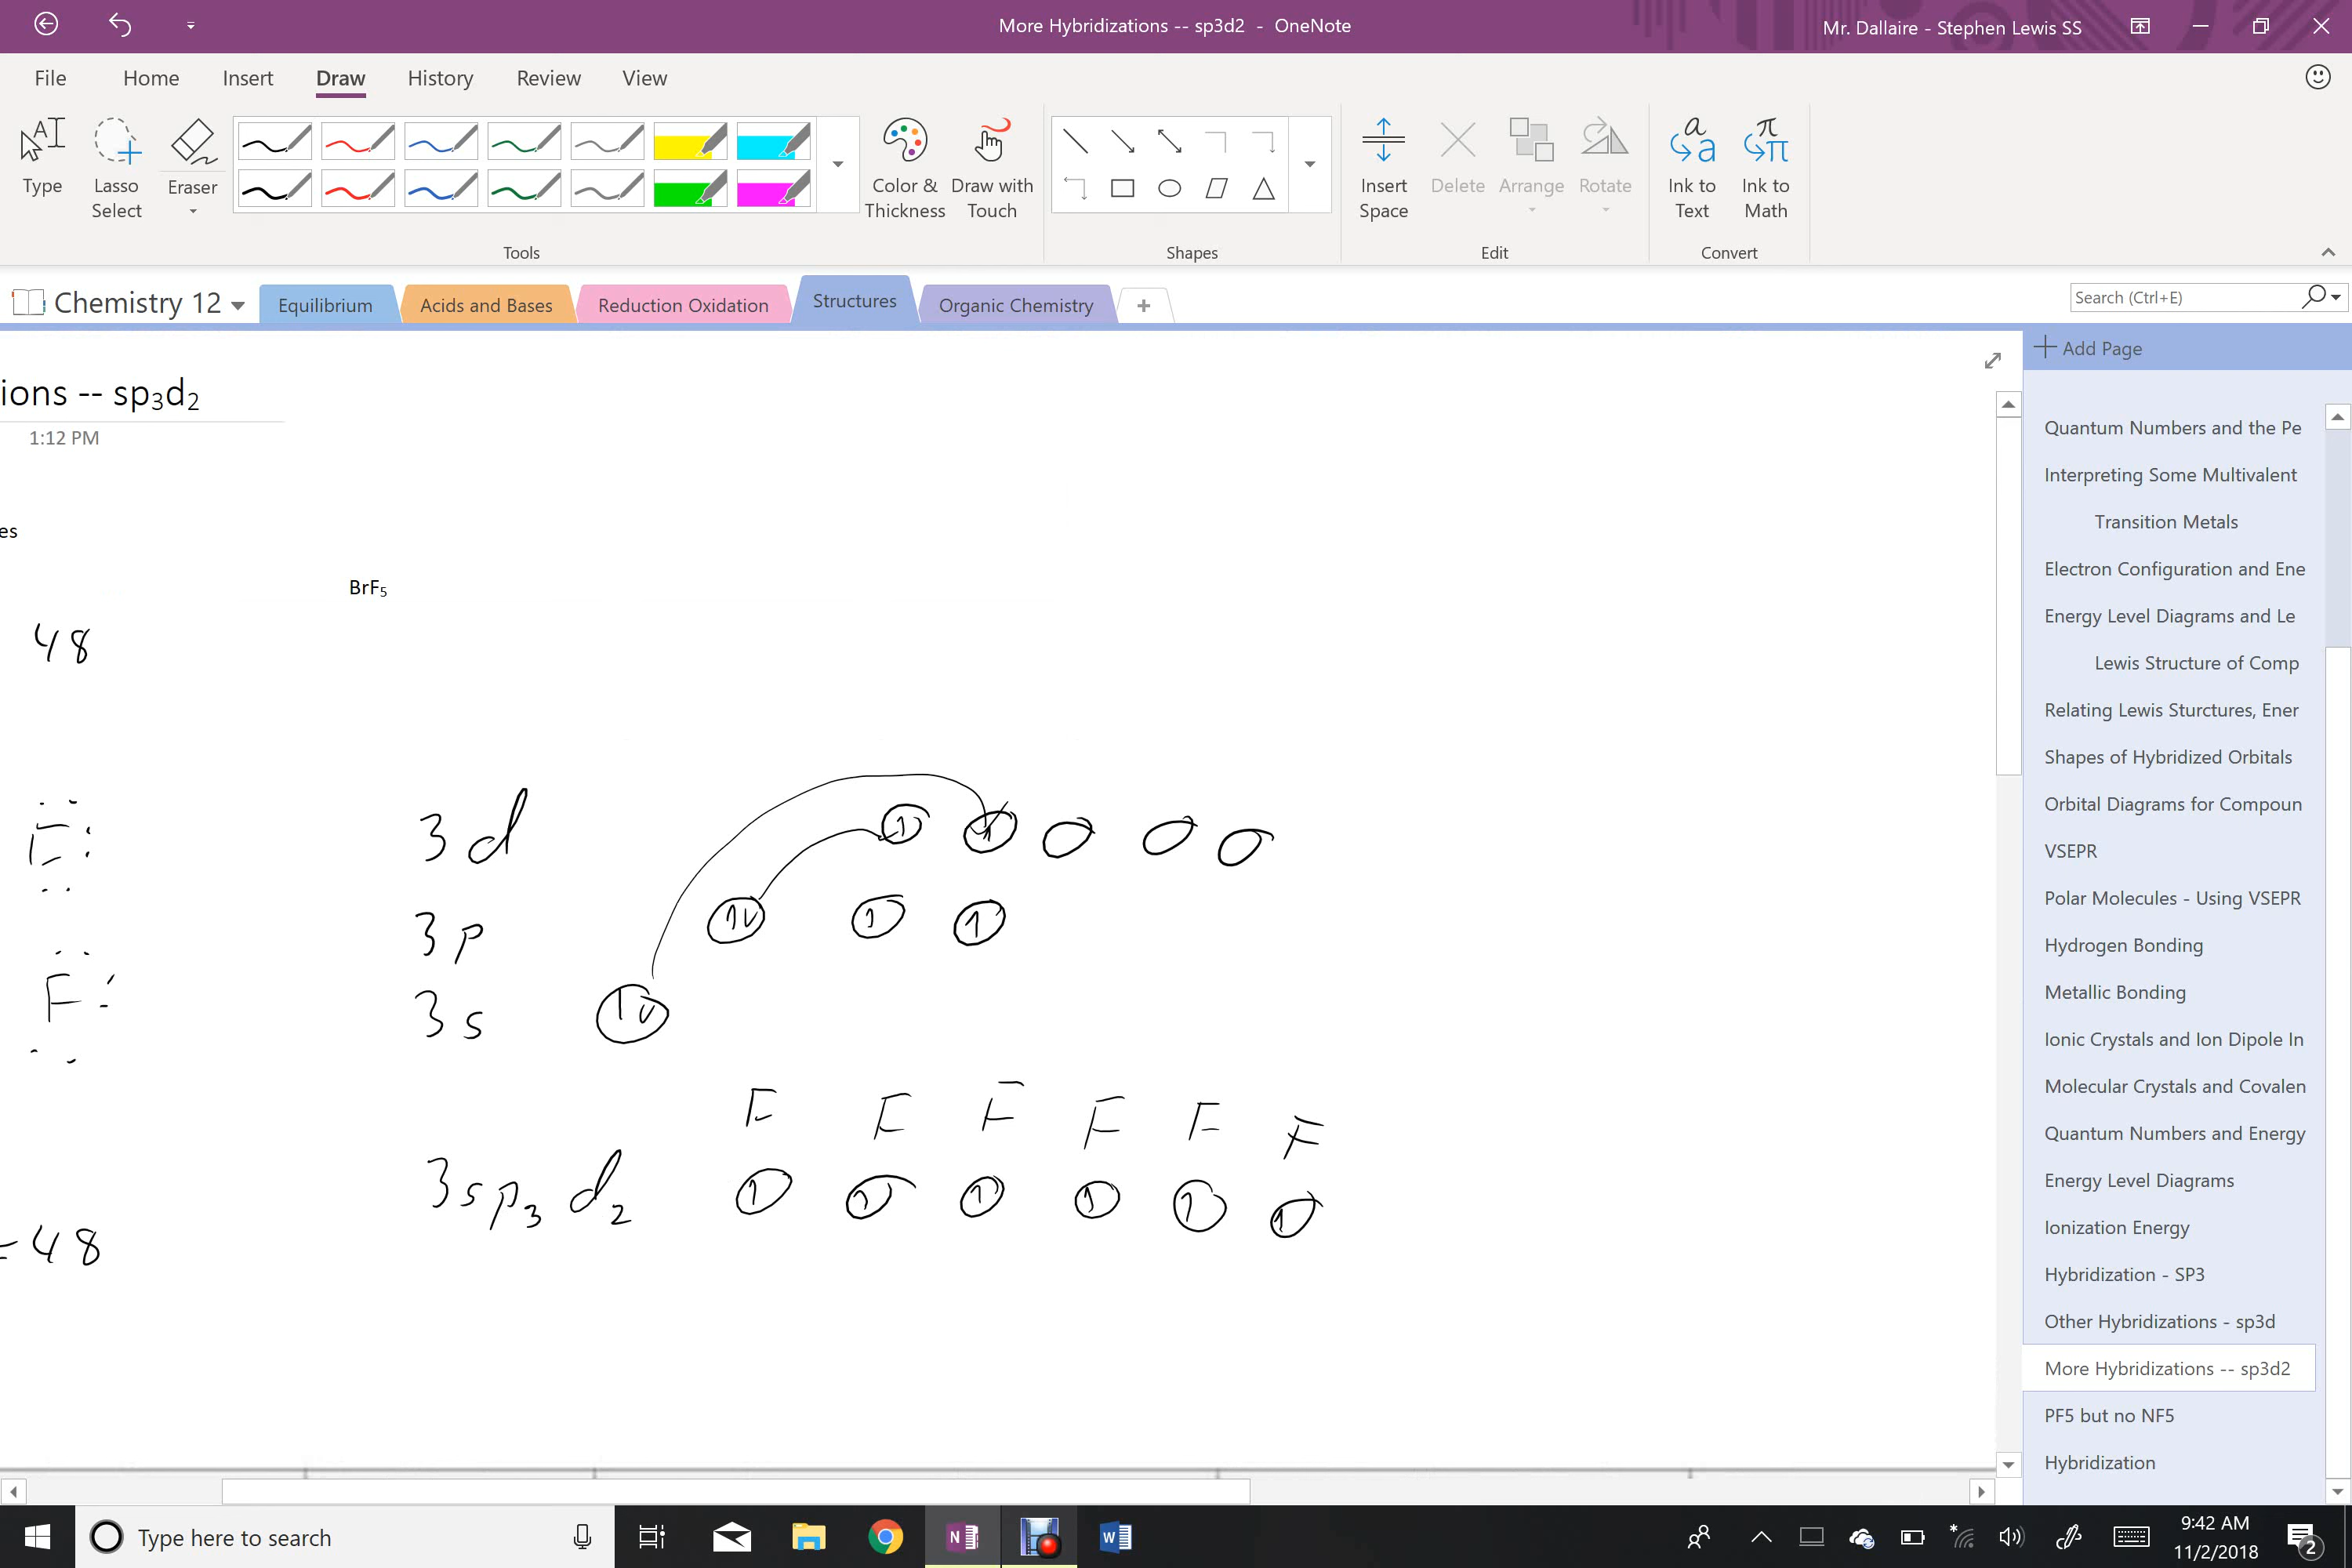 More Hybridizations -- sp3d2 - OneNote
Mr. Dallaire - Stephen Lewis SS
File Home Insert Draw History Review View
Type
Lasso Select
Eraser
Color & Thickness
Draw with Touch
Insert Space
Delete
Arrange
Rotate
Ink to Text
Ink to Math
Tools
Shapes
Edit
Convert
Chemistry 12
Equilibrium
Acids and Bases
Reduction Oxidation
Structures
Organic Chemistry
Search (Ctrl+E)
Add Page
ions -- sp₃d₂
1:12 PM
es
BrF₅
48
F:
F:
= 48
3d
3p
3s
F F F F F F
3sp₃d₂
Quantum Numbers and the Pe
Interpreting Some Multivalent
Transition Metals
Electron Configuration and Ene
Energy Level Diagrams and Le
Lewis Structure of Comp
Relating Lewis Sturctures, Ener
Shapes of Hybridized Orbitals
Orbital Diagrams for Compoun
VSEPR
Polar Molecules - Using VSEPR
Hydrogen Bonding
Metallic Bonding
Ionic Crystals and Ion Dipole In
Molecular Crystals and Covalen
Quantum Numbers and Energy
Energy Level Diagrams
Ionization Energy
Hybridization - SP3
Other Hybridizations - sp3d
More Hybridizations -- sp3d2
PF5 but no NF5
Hybridization
Type here to search
9:42 AM
11/2/2018
2